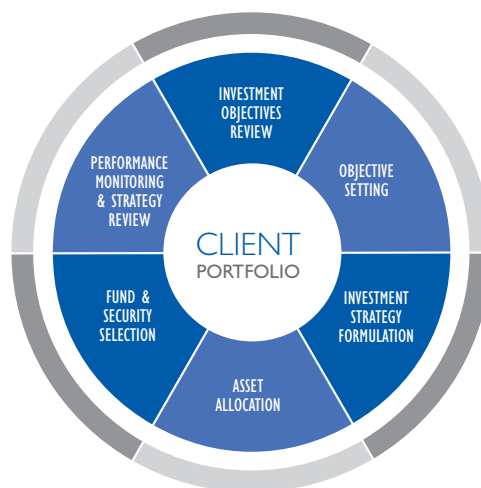 INVESTMENT
OBJECTIVES
REVIEW
OBJECTIVE
SETTING
INVESTMENT
STRATEGY
FORMULATION
ASSET
ALLOCATION
FUND &
SECURITY
SELECTION
PERFORMANCE
MONITORING
& STRATEGY
REVIEW
CLIENT
PORTFOLIO